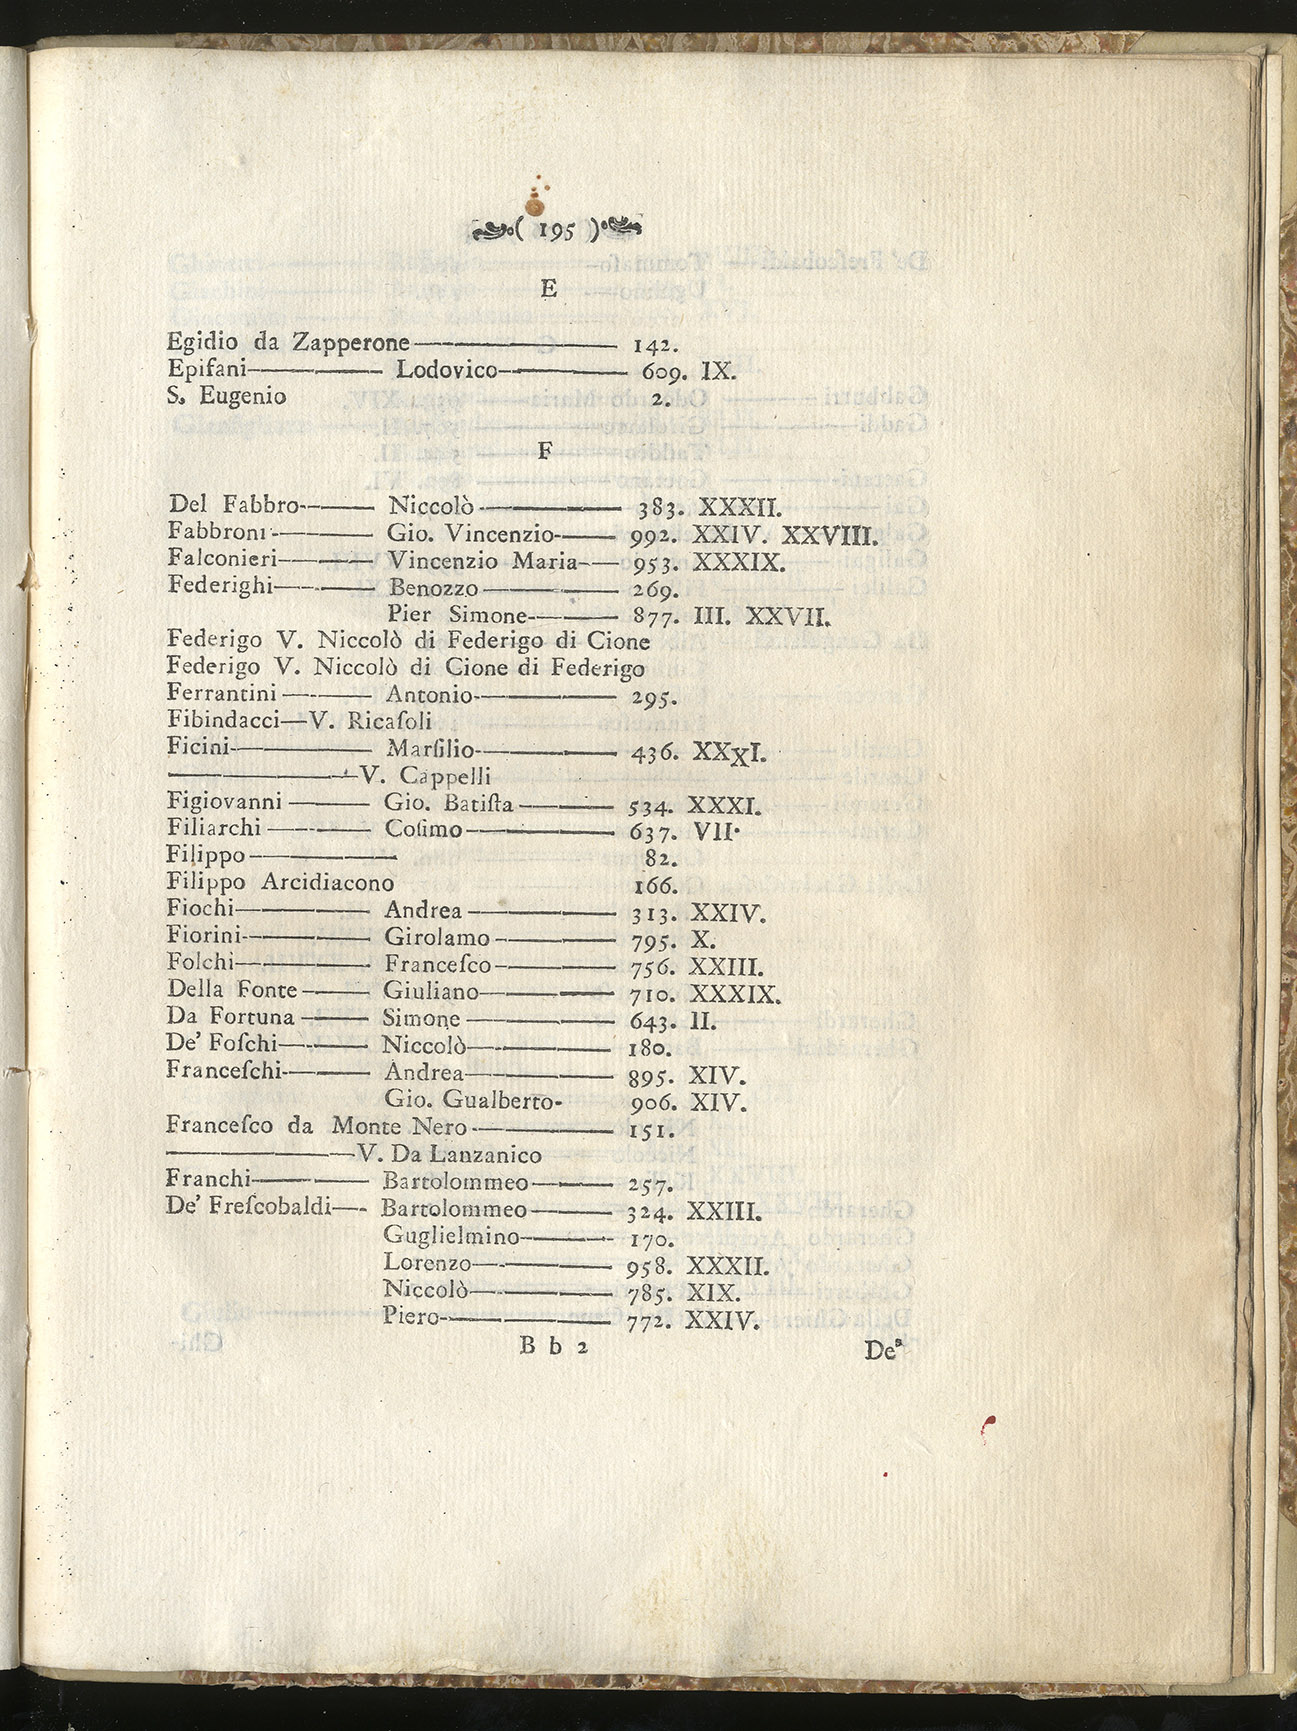 ( 195 )
E
Egidio da Zapperone———— 142.
Epifani———— Lodovico———— 609. IX.
S. Eugenio 2.
F
Del Fabbro———— Niccolò———— 383. XXXII.
Fabbroni———— Gio. Vincenzio———— 992. XXIV. XXVIII.
Falconieri———— Vincenzio Maria—— 953. XXXIX.
Federighi———— Benozzo———— 269.
Pier Simone———— 877. III. XXVII.
Federigo V. Niccolò di Federigo di Cione
Federigo V. Niccolò di Cione di Federigo
Ferrantini———— Antonio———— 295.
Fibindacci—V. Ricaſoli
Ficini———— Marſilio———— 436. XXXI.
————V. Cappelli
Figiovanni———— Gio. Batiſta———— 534. XXXI.
Filiarchi———— Coſimo———— 637. VII.
Filippo———— 82.
Filippo Arcidiacono 166.
Fiochi———— Andrea———— 313. XXIV.
Fiorini———— Girolamo———— 795. X.
Folchi———— Franceſco———— 756. XXIII.
Della Fonte———— Giuliano———— 710. XXXIX.
Da Fortuna———— Simone———— 643. II.
De' Foſchi———— Niccolò———— 180.
Franceſchi———— Andrea———— 895. XIV.
Gio. Gualberto- 906. XIV.
Franceſco da Monte Nero———— 151.
————V. Da Lanzanico
Franchi———— Bartolommeo———— 257.
De' Freſcobaldi—- Bartolommeo———— 324. XXIII.
Guglielmino———— 170.
Lorenzo———— 958. XXXII.
Niccolò———— 785. XIX.
Piero———— 772. XXIV.
B b 2 De'